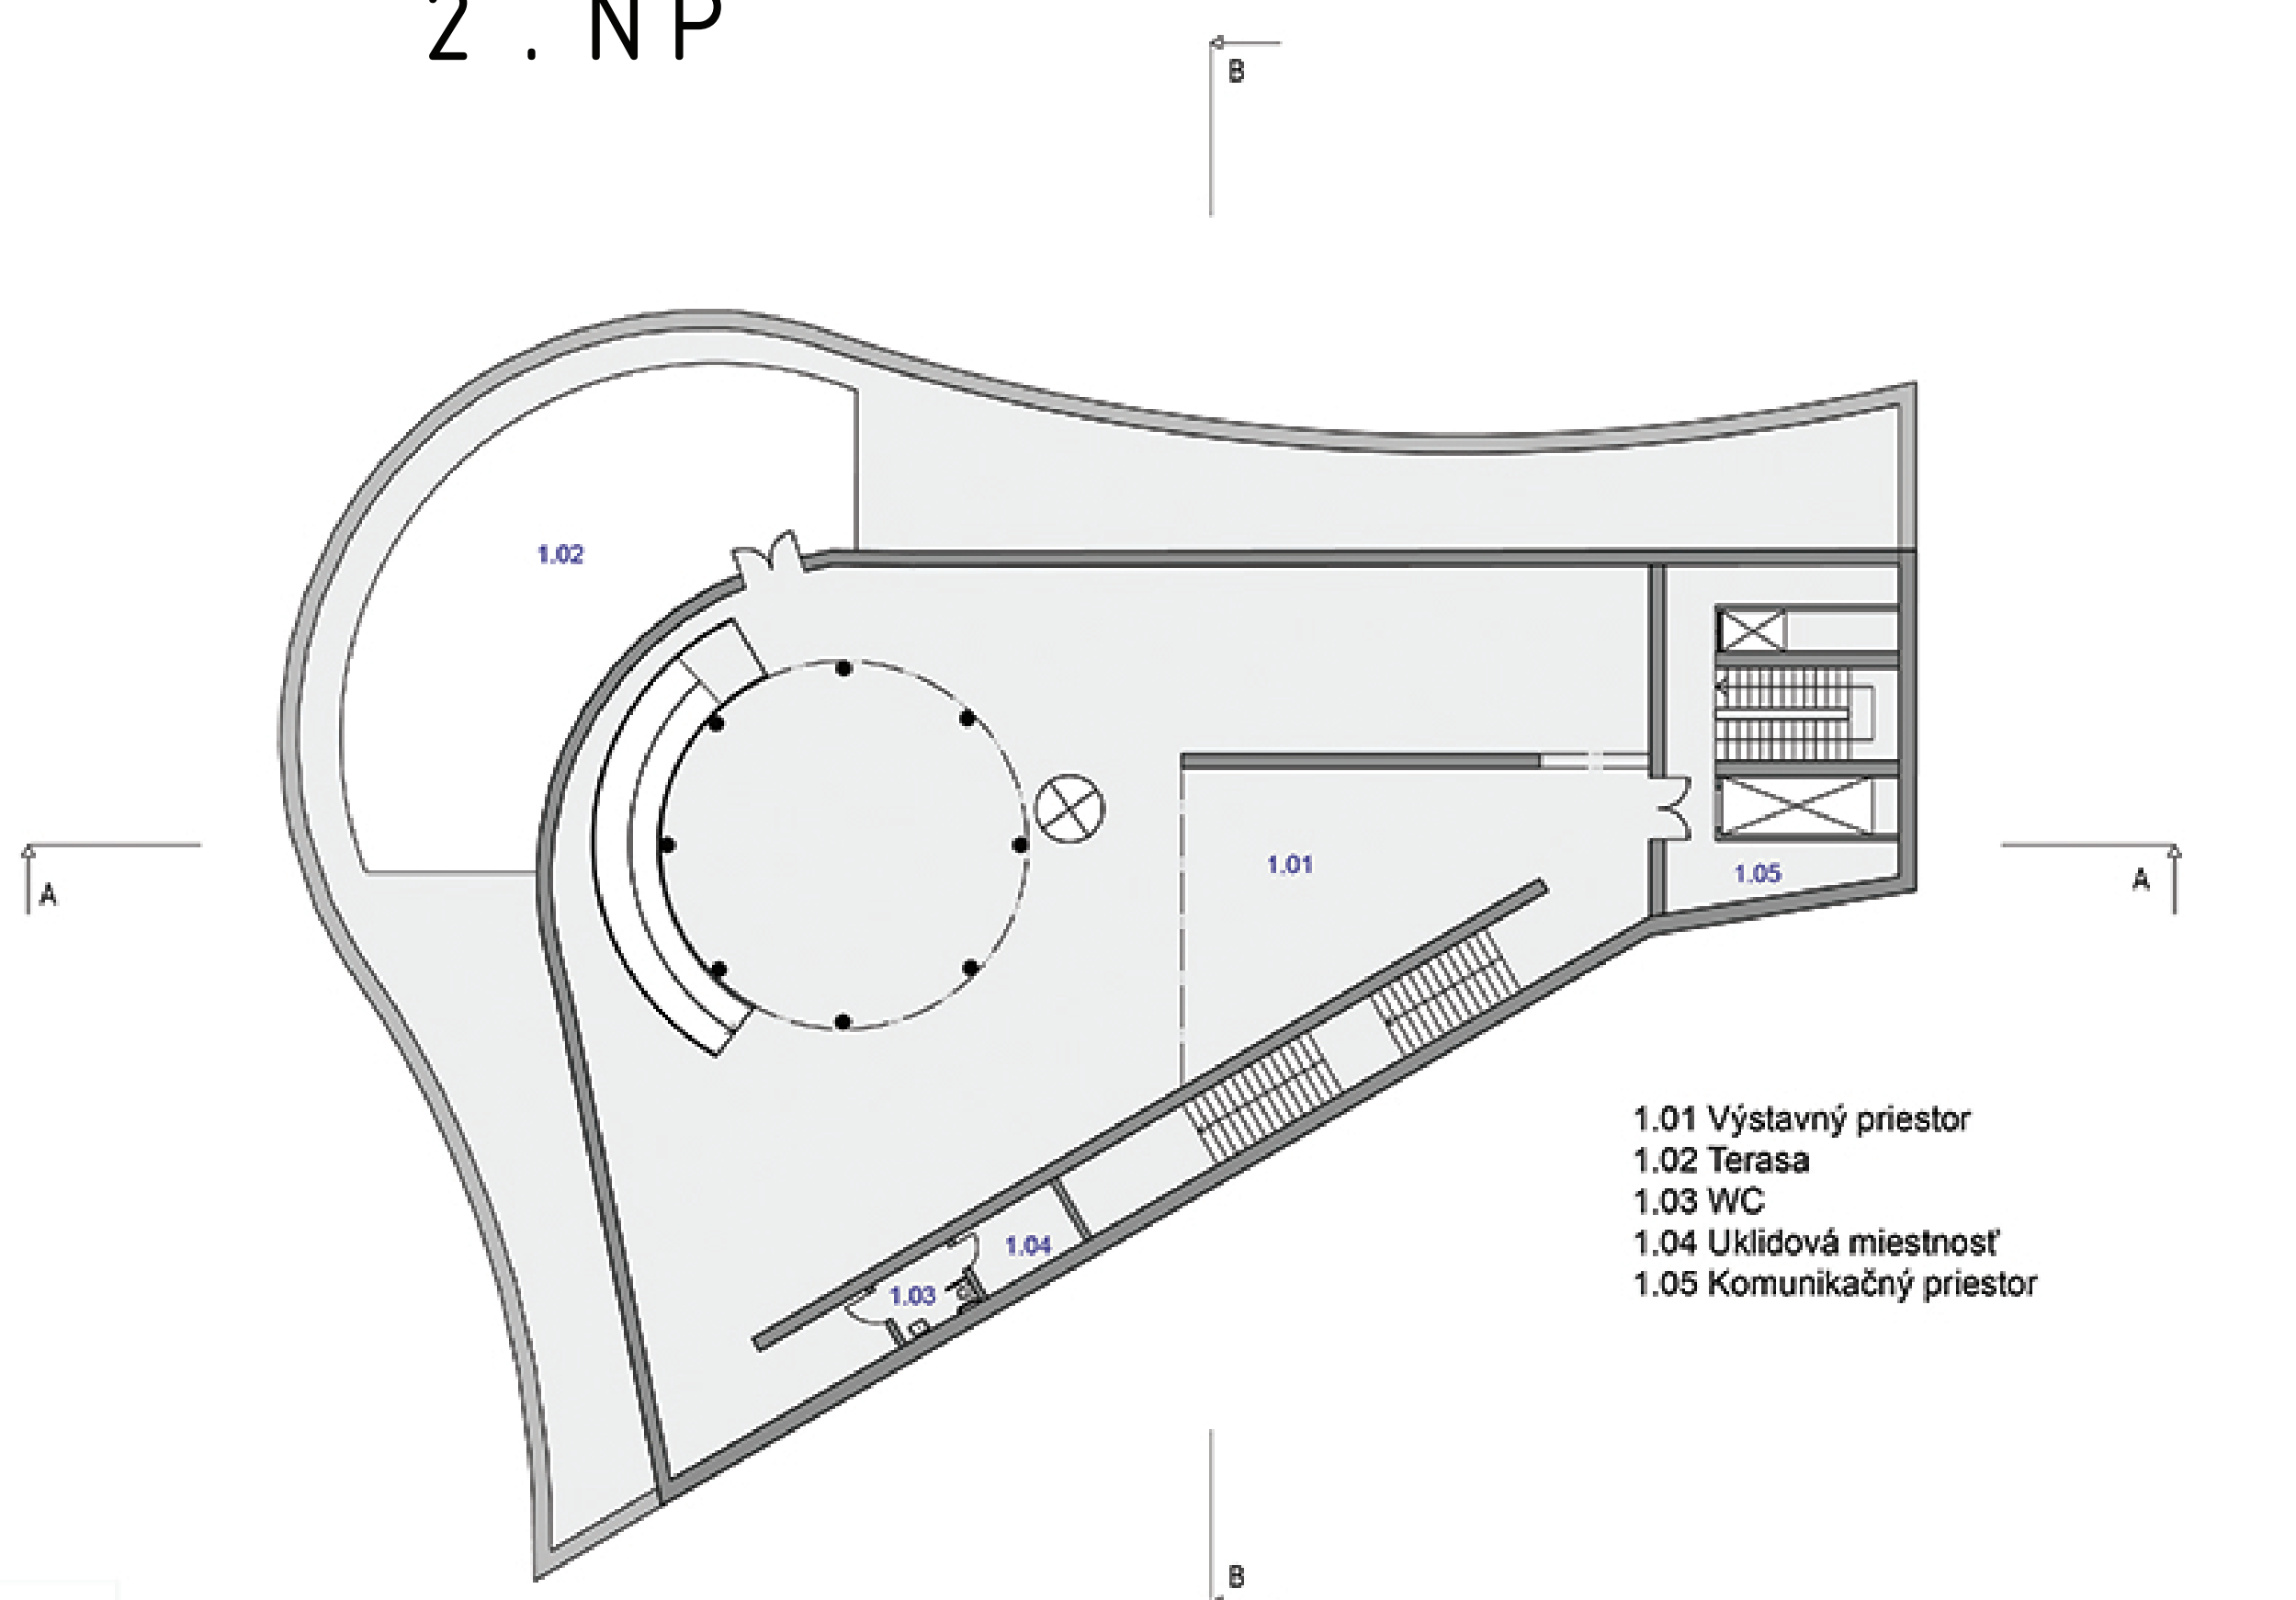 2.NP
B
1.02
A
1.01
1.05
A
1.04
1.03
1.01 Výstavný priestor
1.02 Terasa
1.03 WC
1.04 Uklidová miestnosť
1.05 Komunikačný priestor
B